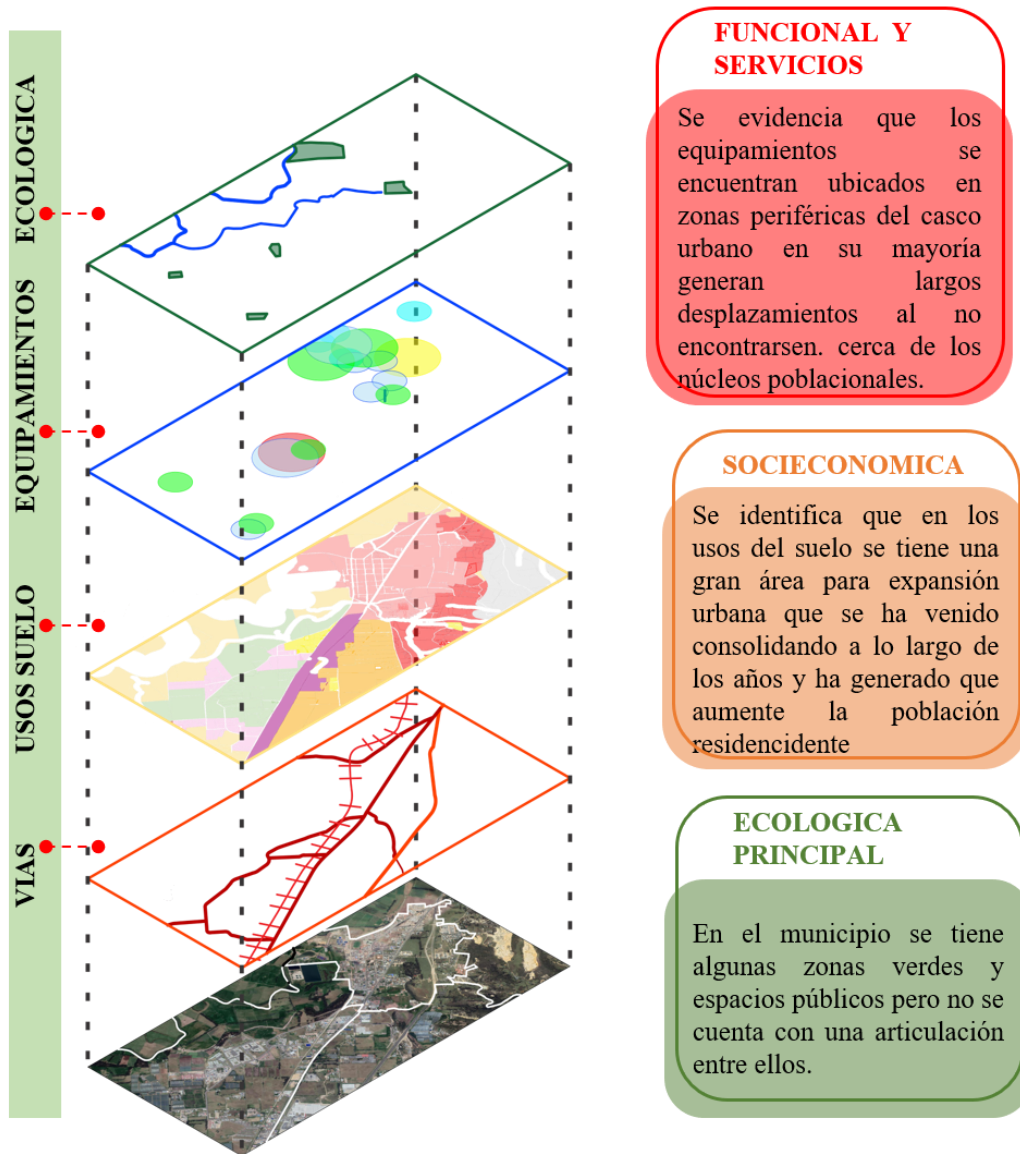 ECOLOGICA
EQUIPAMIENTOS
USOS SUELO
VIAS
FUNCIONAL Y
SERVICIOS
Se evidencia que los
equipamientos se
encuentran ubicados en
zonas periféricas del casco
urbano en su mayoría
generan largos
desplazamientos al no
encontrarsen. cerca de los
núcleos poblacionales.
SOCIECONOMICA
Se identifica que en los
usos del suelo se tiene una
gran área para expansión
urbana que se ha venido
consolidando a lo largo de
los años y ha generado que
aumente la población
residencidente
ECOLOGICA
PRINCIPAL
En el municipio se tiene
algunas zonas verdes y
espacios públicos pero no se
cuenta con una articulación
entre ellos.